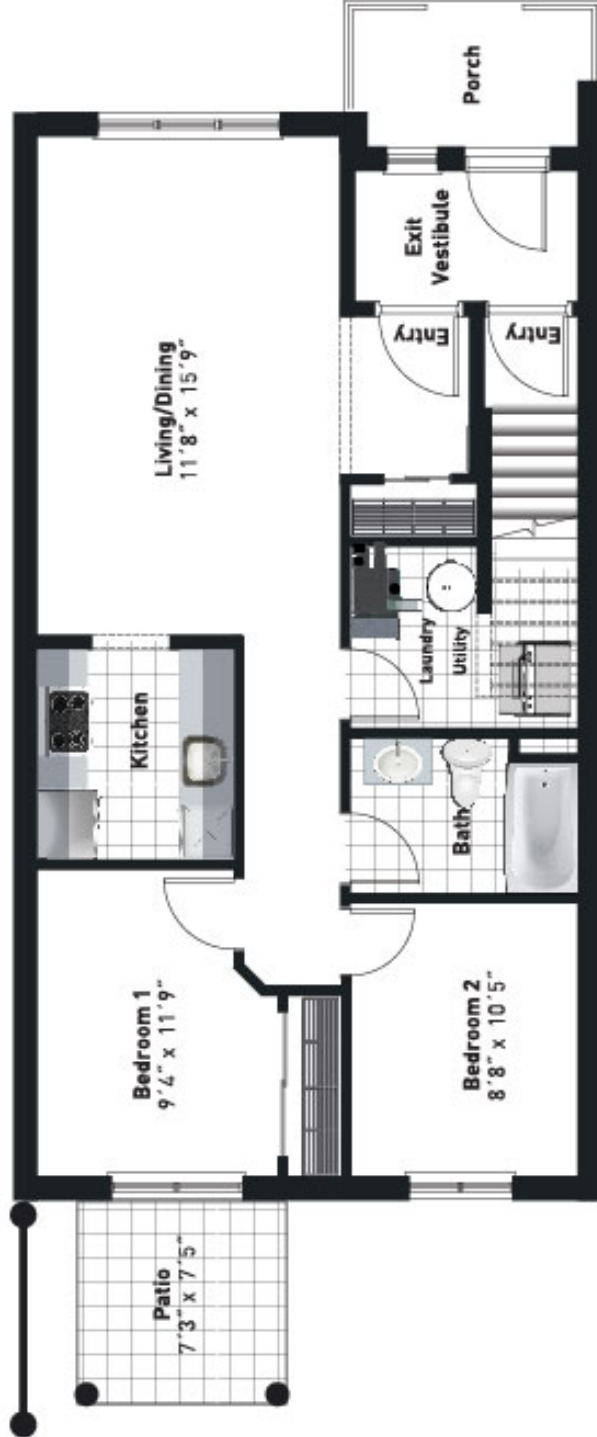 Porch
Exit
Vestibule
Entry
Entry
Living/Dining
11'8" x 15'9"
Kitchen
Laundry
Utility
Bath
Bedroom 1
9'4" x 11'9"
Bedroom 2
8'8" x 10'5"
Patio
7'3" x 7'5"